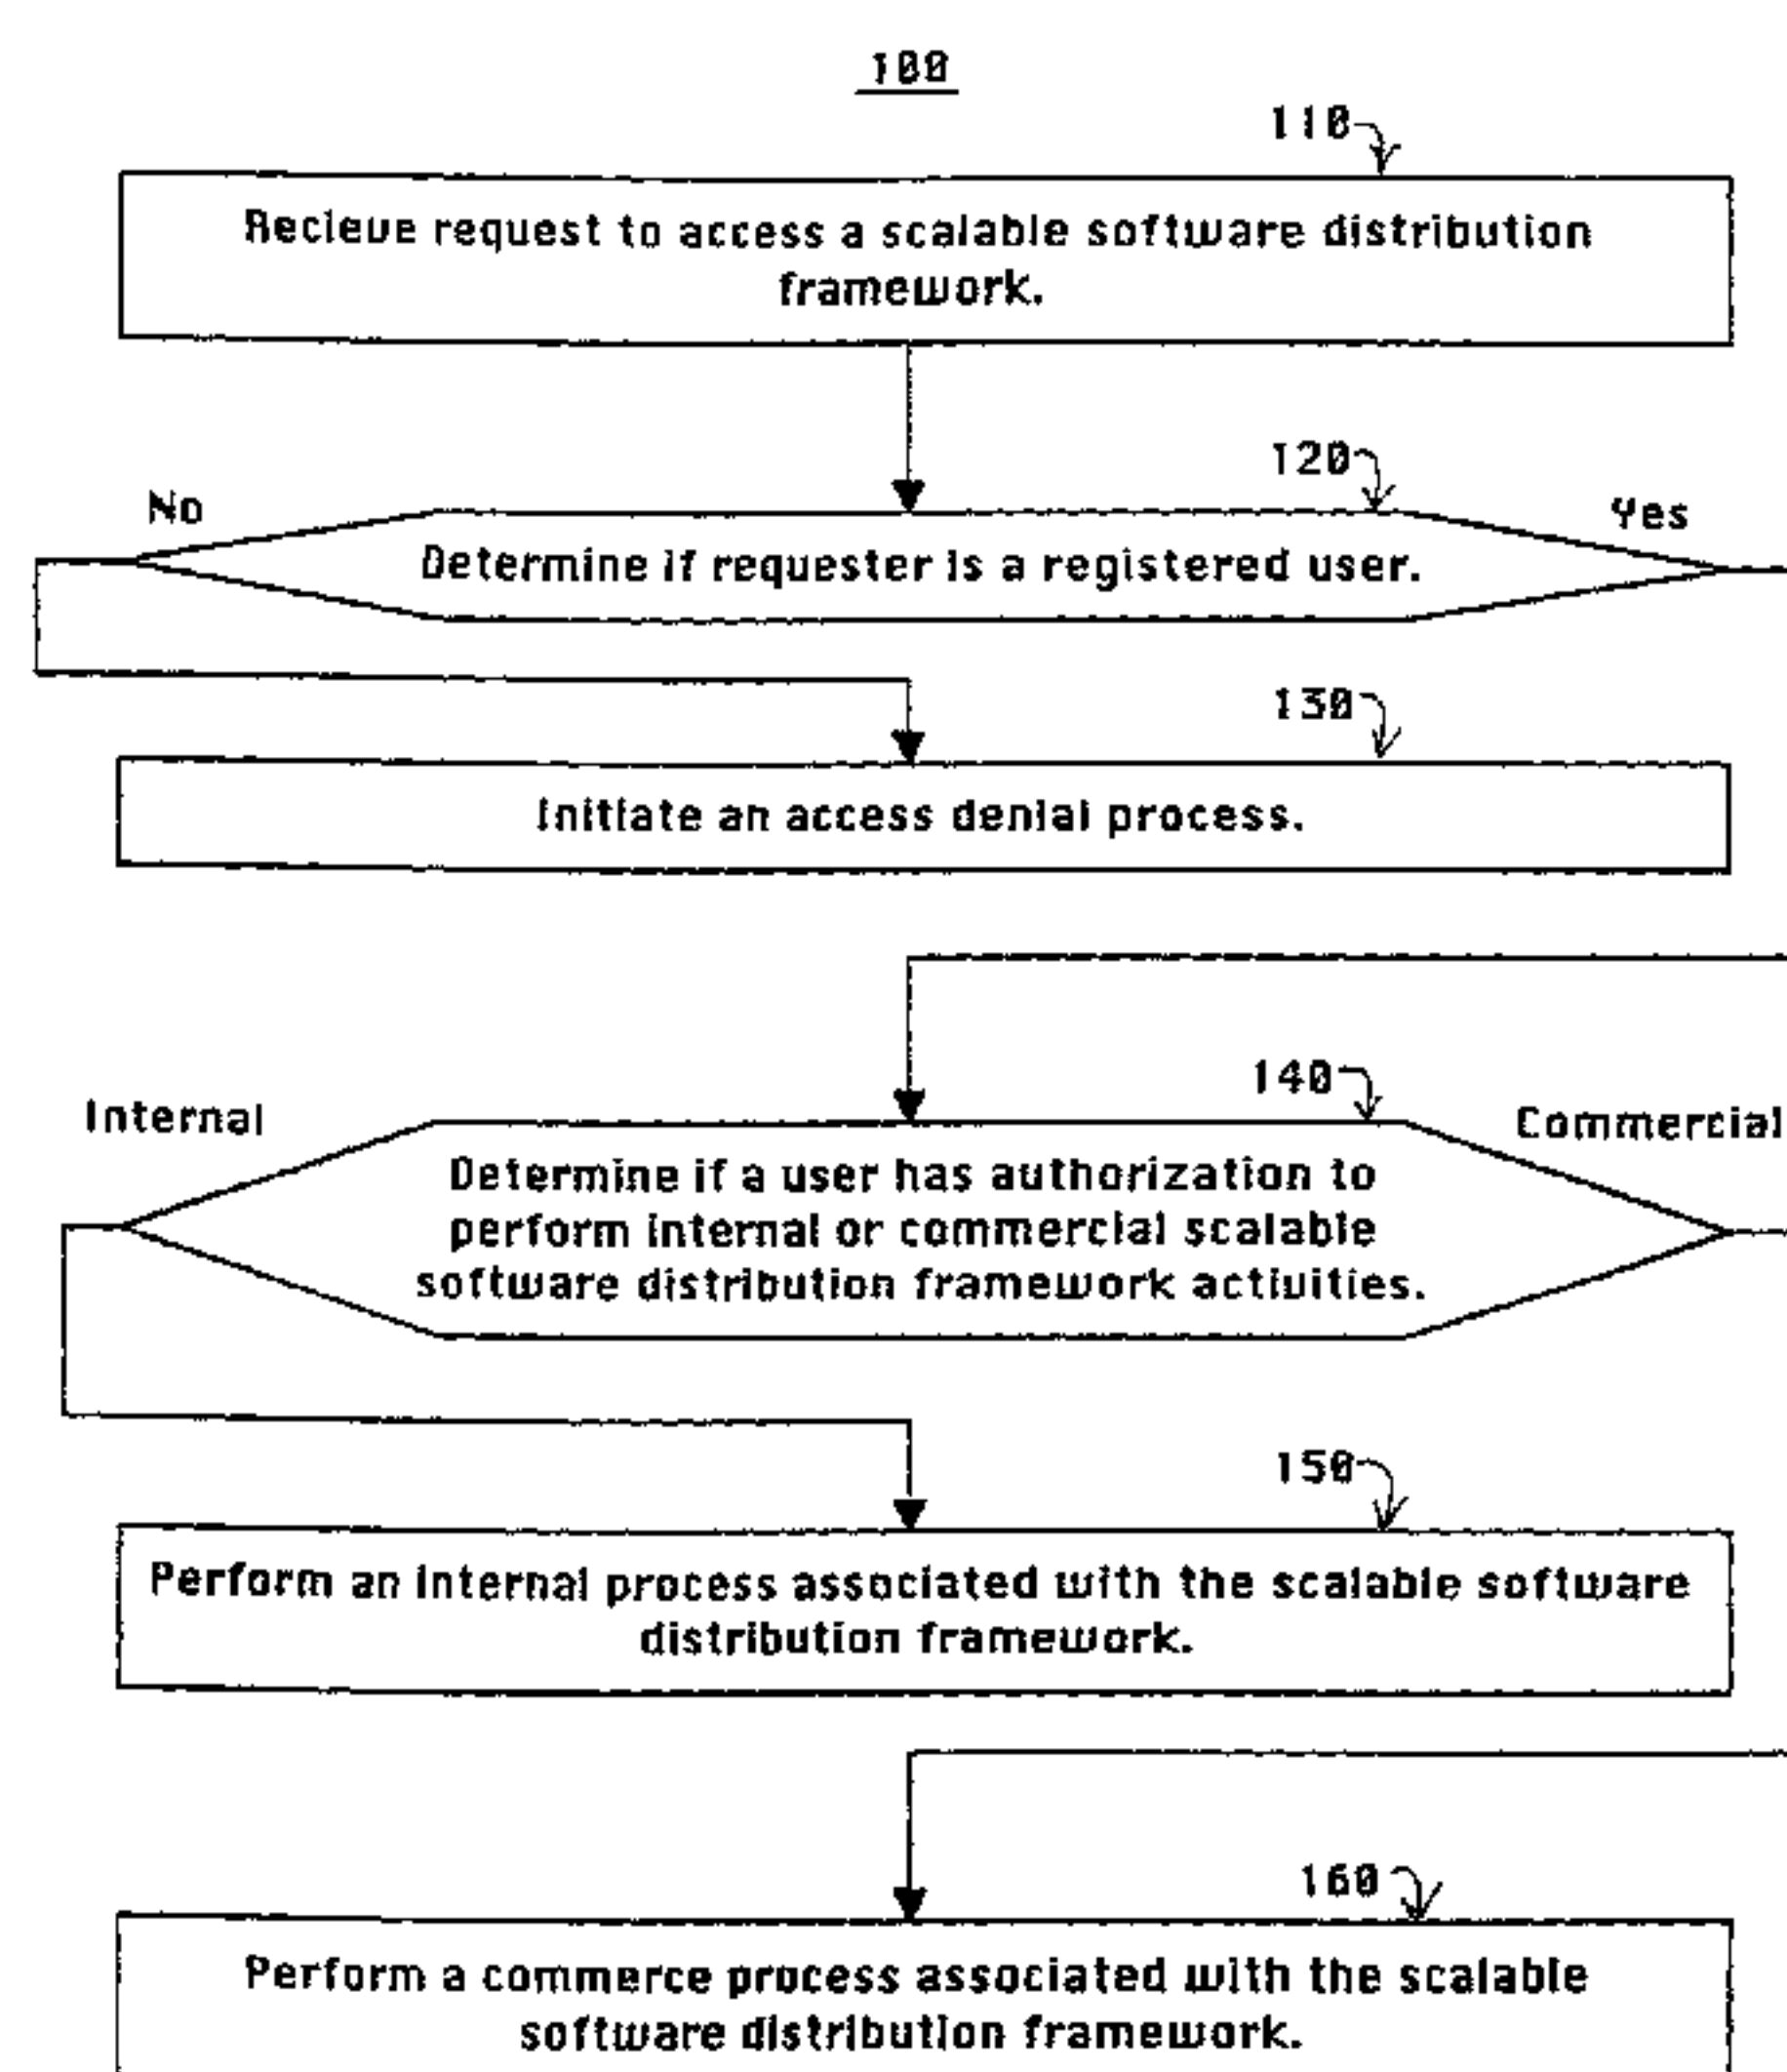 100
110
Recieve request to access a scalable software distribution
framework.
120
No
Yes
Determine if requester is a registered user.
130
Initiate an access denial process.
140
Internal
Commercial
Determine if a user has authorization to
perform internal or commercial scalable
software distribution framework activities.
150
Perform an internal process associated with the scalable software
distribution framework.
160
Perform a commerce process associated with the scalable
software distribution framework.